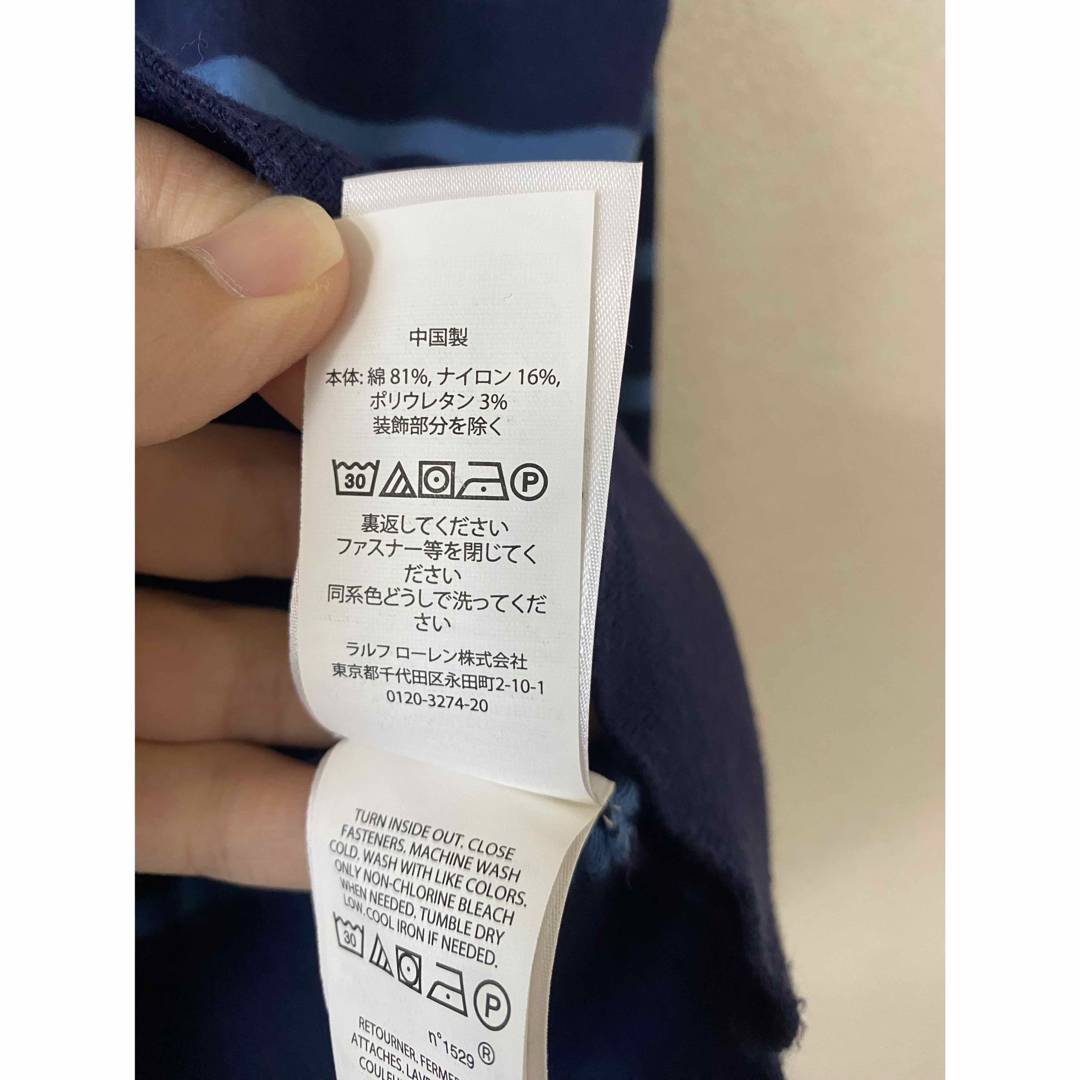 中国製
本体: 綿 81%, ナイロン 16%,
ポリウレタン 3%
装飾部分を除く
30
P
裏返してください
ファスナー等を閉じてく
ださい
同系色どうしで洗ってくだ
さい
ラルフ ローレン株式会社
東京都千代田区永田町2-10-1
0120-3274-20
TURN INSIDE OUT. CLOSE
FASTENERS. MACHINE WASH
COLD. WASH WITH LIKE COLORS.
ONLY NON-CHLORINE BLEACH
WHEN NEEDED. TUMBLE DRY
LOW. COOL IRON IF NEEDED.
30
P
n°1529 ®
RETOURNER. FERMER
ATTACHES.